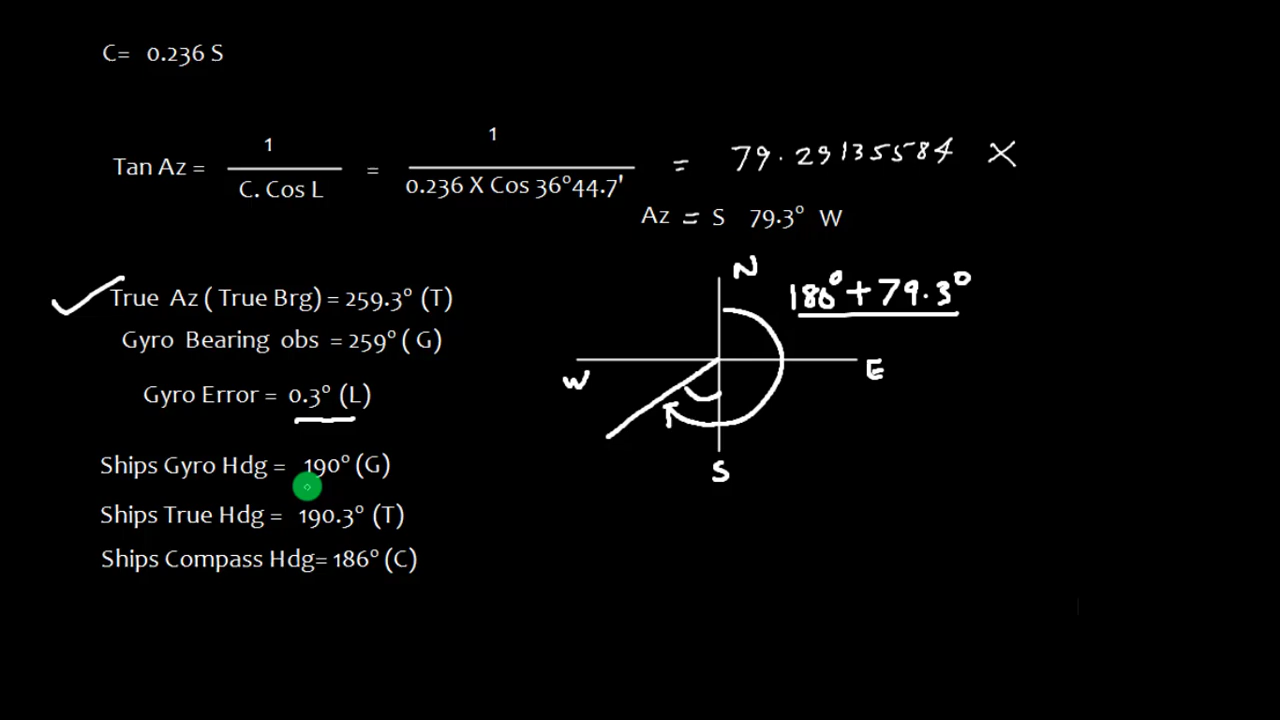 C= 0.236 S
1 1
Tan Az = = = 79.29135584 X
C. Cos L 0.236 X Cos 36°44.7'
Az = S 79.3° W
N
True Az ( True Brg) = 259.3° (T) 180° + 79.3°
Gyro Bearing obs = 259° ( G)
W E
Gyro Error = 0.3° (L)
Ships Gyro Hdg = 190° (G) S
Ships True Hdg = 190.3° (T)
Ships Compass Hdg= 186° (C)